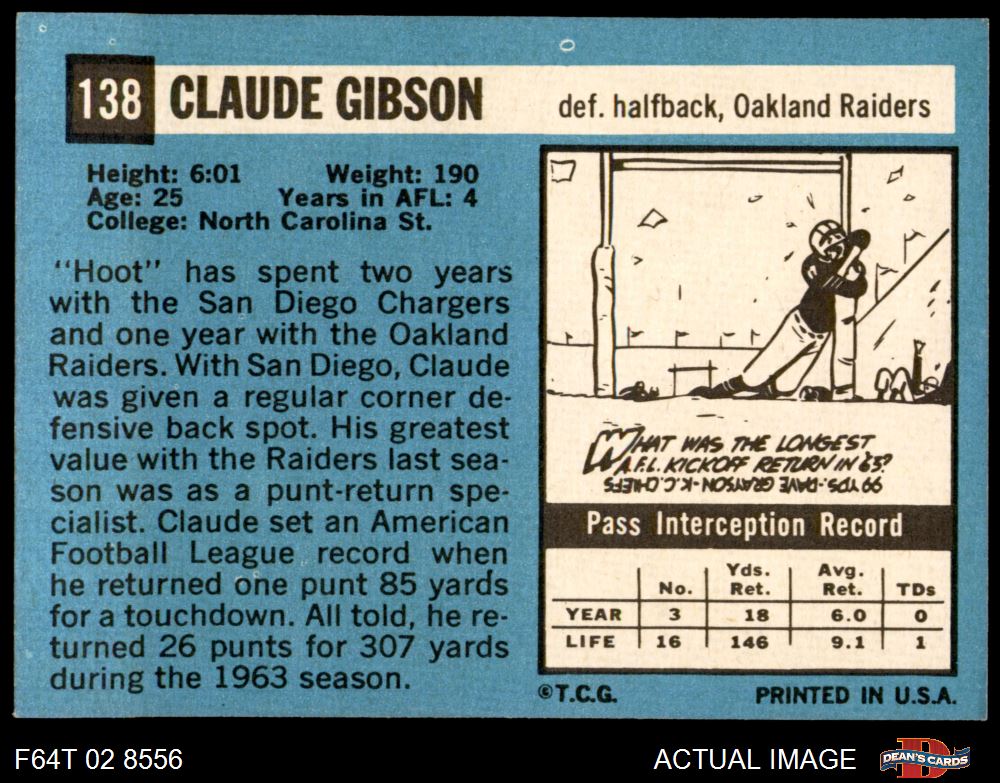 138 CLAUDE GIBSON def. halfback, Oakland Raiders
Height: 6:01 Weight: 190
Age: 25 Years in AFL: 4
College: North Carolina St.
"Hoot" has spent two years
with the San Diego Chargers
and one year with the Oakland
Raiders. With San Diego, Claude
was given a regular corner de-
fensive back spot. His greatest
value with the Raiders last sea-
son was as a punt-return spe-
cialist. Claude set an American
Football League record when
he returned one punt 85 yards
for a touchdown. All told, he re-
turned 26 punts for 307 yards
during the 1963 season.
WHAT WAS THE LONGEST
A.F.L. KICKOFF RETURN IN 63?
99 YDS.-DAVE GRAYSON-K.C. CHIEFS
Pass Interception Record
No. Yds. Ret. Avg. Ret. TDs
YEAR 3 18 6.0 0
LIFE 16 146 9.1 1
©T.C.G. PRINTED IN U.S.A.
F64T 02 8556 ACTUAL IMAGE DEAN'S CARDS